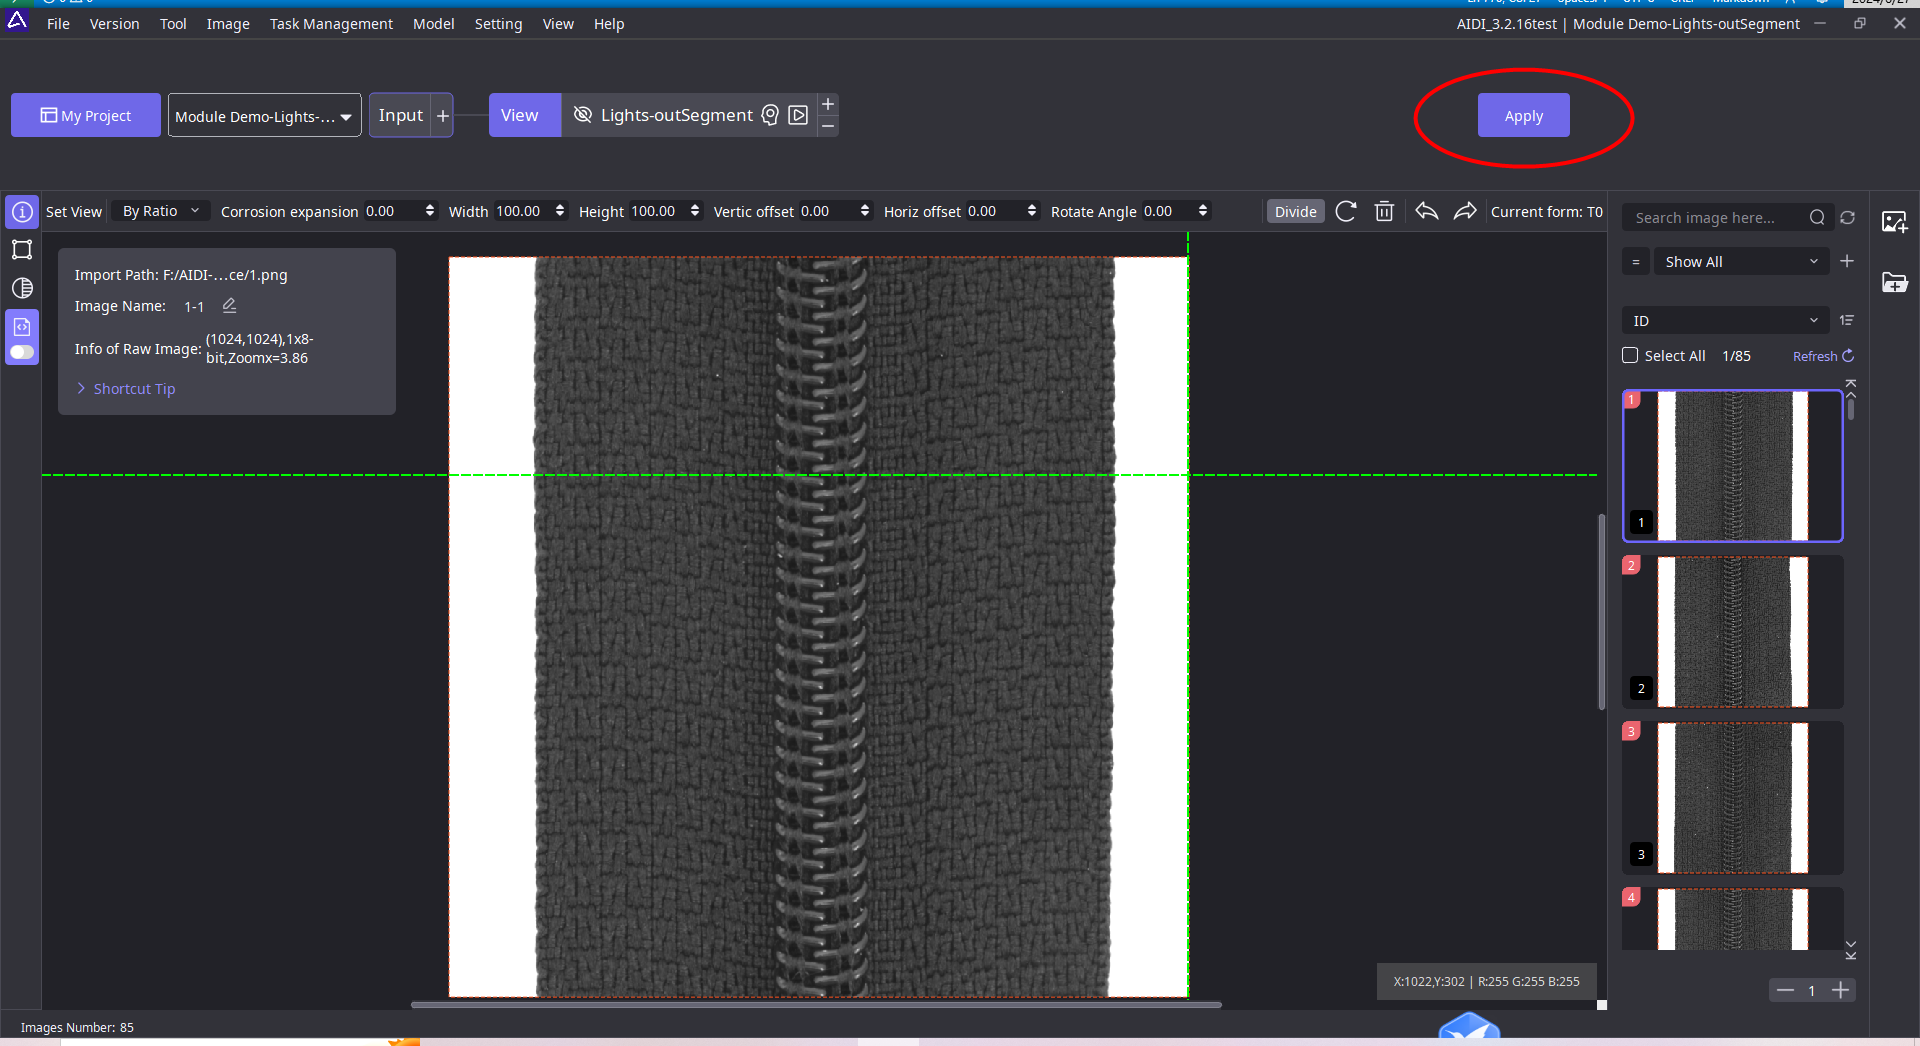 File Version Tool Image Task Management Model Setting View Help AIDI_3.2.16test | Module Demo-Lights-outSegment
My Project Module Demo-Lights-... Input + View Lights-outSegment + − Apply
Set View By Ratio Corrosion expansion 0.00 Width 100.00 Height 100.00 Vertic offset 0.00 Horiz offset 0.00 Rotate Angle 0.00 Divide Current form: T0
Import Path: F:/AIDI-...ce/1.png
Image Name: 1-1
Info of Raw Image: (1024,1024),1x8-
bit,Zoomx=3.86
Shortcut Tip
Search image here...
= Show All +
ID
Select All 1/85 Refresh
1
1
2
2
3
3
4
X:1022,Y:302 | R:255 G:255 B:255
1
Images Number: 85